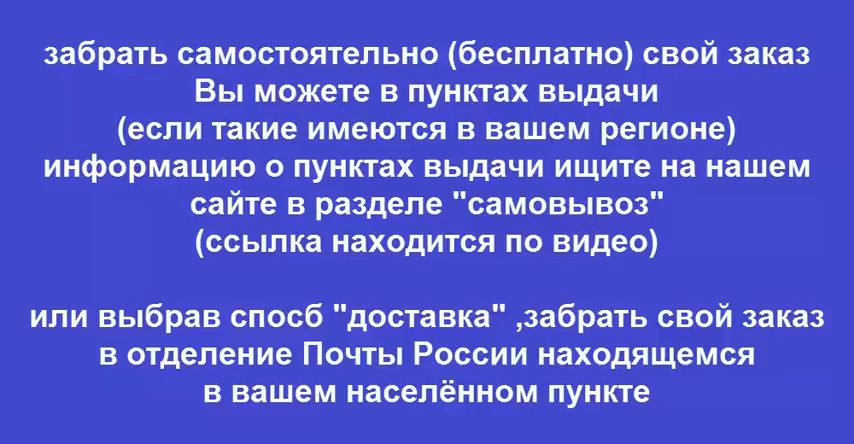 забрать самостоятельно (бесплатно) свой заказ
Вы можете в пунктах выдачи
(если такие имеются в вашем регионе)
информацию о пунктах выдачи ищите на нашем
сайте в разделе "самовывоз"
(ссылка находится по видео)
или выбрав спосб "доставка" ,забрать свой заказ
в отделение Почты России находящемся
в вашем населённом пункте